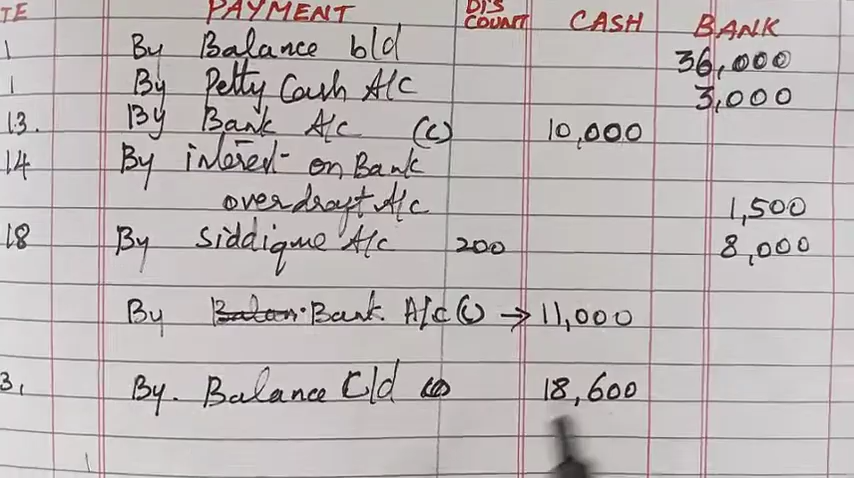 TE PAYMENT DIS COUNT CASH BANK
1 By Balance b/d 36,000
1 By Petty Cash A/c 3,000
13. By Bank A/c (C) 10,000
14 By interest on Bank
overdraft A/c 1,500
18 By Siddique A/c 200 8,000
By Bank A/c (C) → 11,000
3, By. Balance C/d 18,600